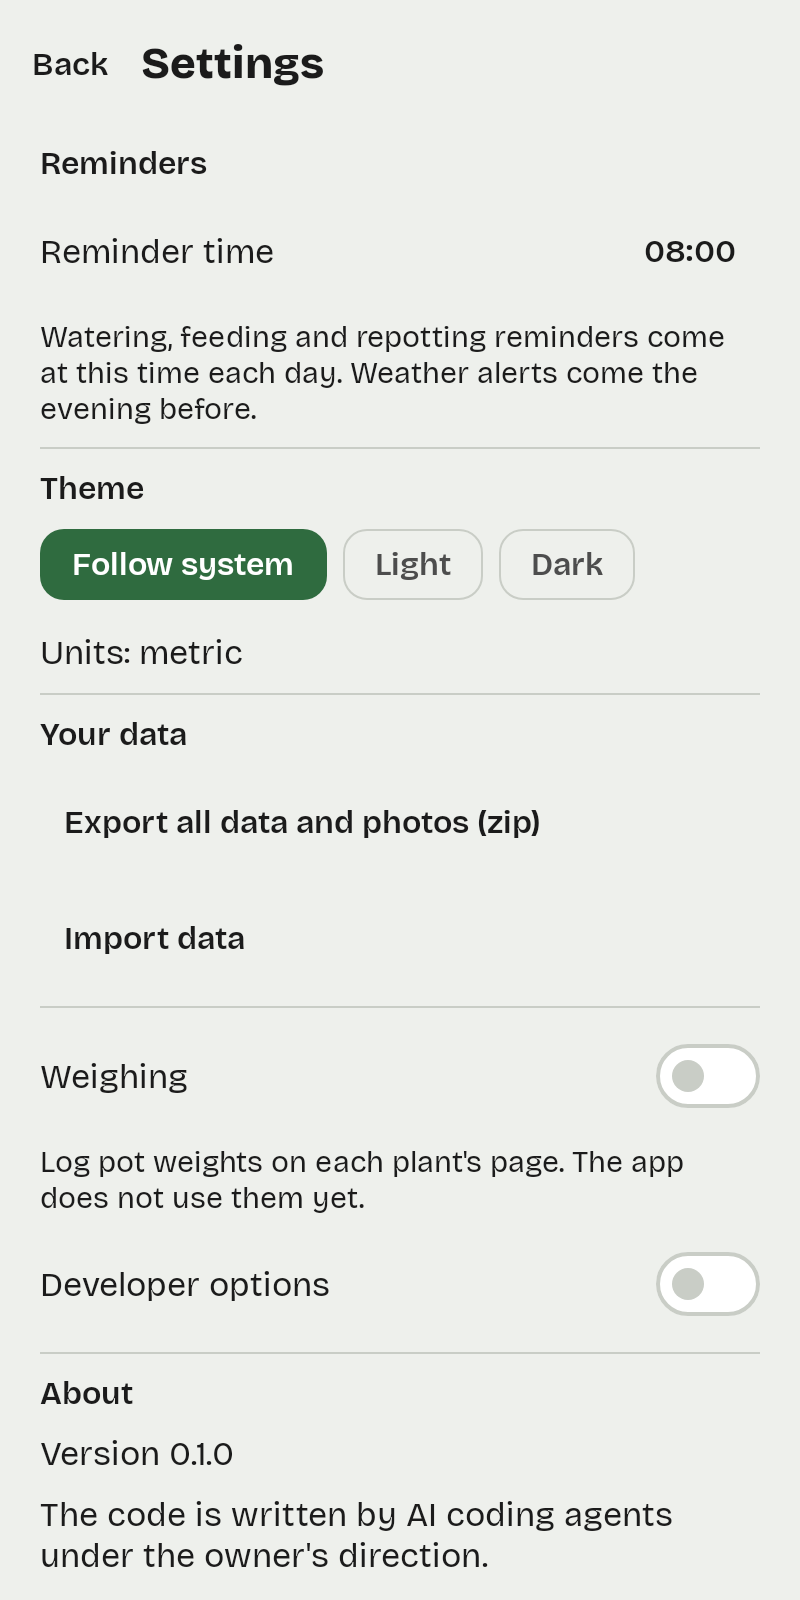 Back Settings
Reminders
Reminder time 08:00
Watering, feeding and repotting reminders come
at this time each day. Weather alerts come the
evening before.
Theme
Follow system Light Dark
Units: metric
Your data
Export all data and photos (zip)
Import data
Weighing
Log pot weights on each plant's page. The app
does not use them yet.
Developer options
About
Version 0.1.0
The code is written by AI coding agents
under the owner's direction.